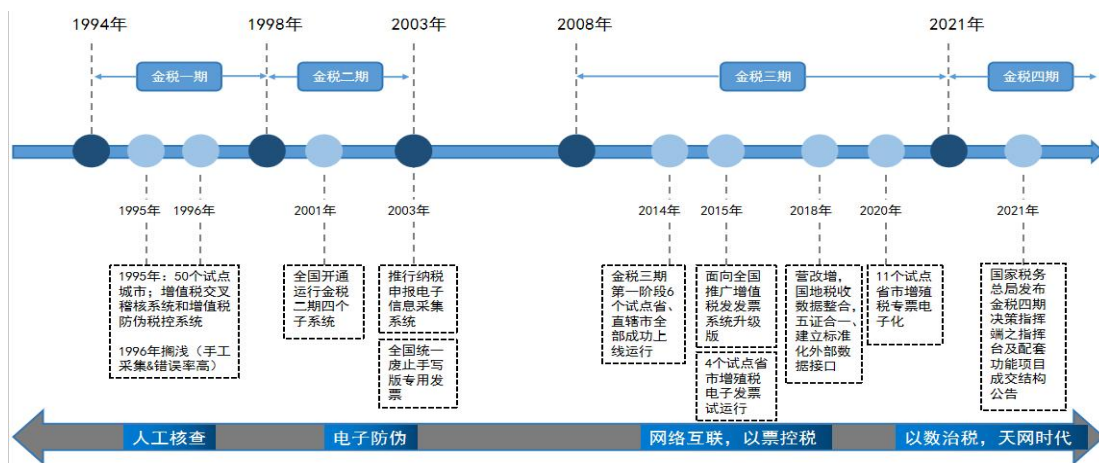 1994年
1998年
2003年
2008年
2021年
金税一期
金税二期
金税三期
金税四期
1995年
1996年
2001年
2003年
2014年
2015年
2018年
2020年
2021年
1995年：50个试点
城市；增值税交叉
稽核系统和增值税
防伪税控系统
1996年搁浅（手工
采集&错误率高）
全国开通
运行金税
二期四个
子系统
推行纳税
申报电子
信息采集
系统
全国统一
废止手写
版专用发
票
金税三期
第一阶段6
个试点省、
直辖市全
部成功上
线运行
面向全国
推广增值
税发发票
系统升级
版
4个试点省
市增殖税
电子发票
试运行
营改增，
国地税收
数据整合，
五证合一、
建立标准
化外部数
据接口
11个试点
省市增殖
税专票电
子化
国家税务
总局发布
金税四期
决策指挥
端之指挥
台及配套
功能项目
成交结构
公告
人工核查
电子防伪
网络互联，以票控税
以数治税，天网时代